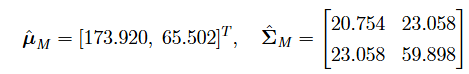 μ̂_M = [173.920, 65.502]^T, Σ̂_M = [20.754 23.058
23.058 59.898]